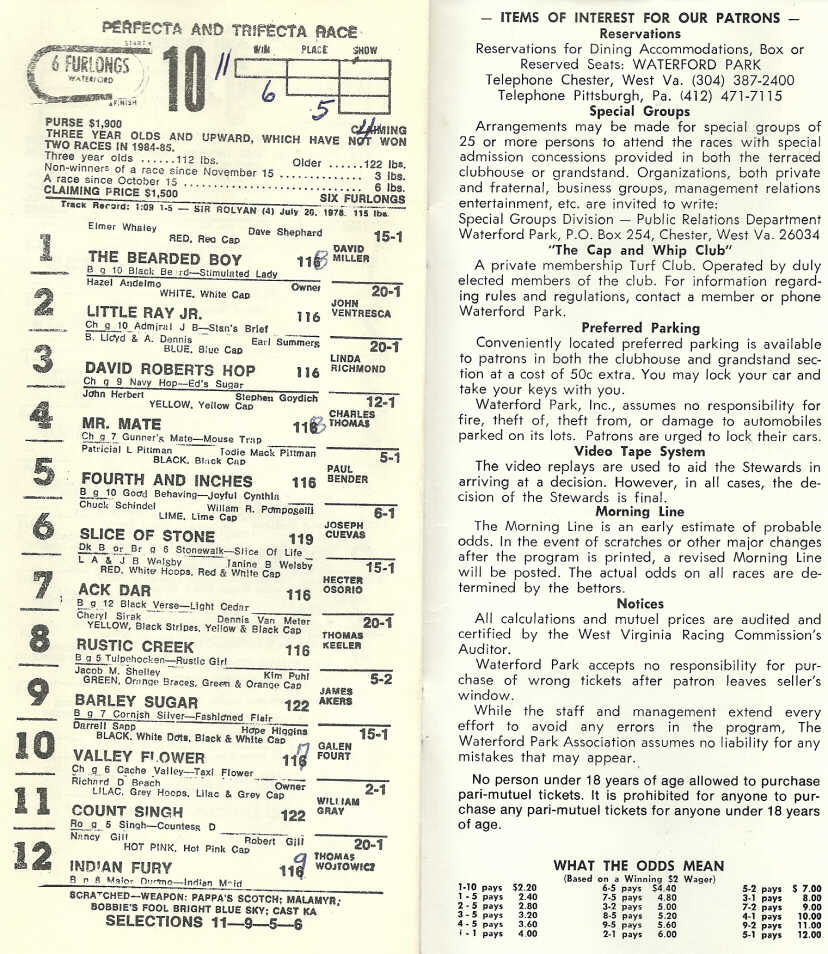 PERFECTA AND TRIFECTA RACE
START
6 FURLONGS
WATERFORD
FINISH
10
11
WIN PLACE SHOW
6
5
4
PURSE $1,900 CLAIMING
THREE YEAR OLDS AND UPWARD, WHICH HAVE NOT WON
TWO RACES IN 1984-85.
Three year olds ......112 lbs. Older .....122 lbs.
Non-winners of a race since November 15 .............. 3 lbs.
A race since October 15 .............................. 6 lbs.
CLAIMING PRICE $1,500 SIX FURLONGS
Track Record: 1:09 1-5 — SIR ROLYAN (4) July 26, 1978. 115 lbs.
Elmer Whaley Dave Shephard 15-1
RED, Red Cap
1 THE BEARDED BOY 116 DAVID MILLER
B g 10 Black Beard—Stimulated Lady
Hazel Andelmo Owner 20-1
WHITE, White Cap
2 LITTLE RAY JR. 116 JOHN VENTRESCA
Ch g 10 Admiral J B—Stan's Brief
B. Lloyd & A. Dennis Earl Summers 20-1
BLUE, Blue Cap
3 DAVID ROBERTS HOP 116 LINDA RICHMOND
Ch g 9 Navy Hop—Ed's Sugar
John Herbert Stephen Goydich 12-1
YELLOW, Yellow Cap
4 MR. MATE 116 CHARLES THOMAS
Ch g 7 Gunner's Mate—Mouse Trap
Patricial L Pittman Todie Mack Pittman 5-1
BLACK, Black Cap
5 FOURTH AND INCHES 116 PAUL BENDER
B g 10 Good Behaving—Joyful Cynthia
Chuck Schindel Willam R. Pomposelli 6-1
LIME, Lime Cap
6 SLICE OF STONE 119 JOSEPH CUEVAS
Dk B or Br g 6 Stonewalk—Slice Of Life
L A & J B Welsby Janine B Welsby 15-1
RED, White Hoops, Red & White Cap
7 ACK DAR 116 HECTER OSORIO
B g 12 Black Verse—Light Cedar
Cheryl Sirak Dennis Van Meter 20-1
YELLOW, Black Stripes, Yellow & Black Cap
8 RUSTIC CREEK 116 THOMAS KEELER
B g 5 Tulpehocken—Rustic Girl
Jacob M. Shelley Kim Puhl 5-2
GREEN, Orange Braces, Green & Orange Cap
9 BARLEY SUGAR 122 JAMES AKERS
B g 7 Cornish Silver—Fashioned Flair
Darrell Sapp Hope Higgins 15-1
BLACK, White Dots, Black & White Cap
10 VALLEY FLOWER 116 GALEN FOURT
Ch g 6 Cache Valley—Taxi Flower
Richard D Beach Owner 2-1
LILAC, Grey Hoops, Lilac & Grey Cap
11 COUNT SINGH 122 WILLIAM GRAY
Ro g 5 Singh—Countess D
Nancy Gill Robert Gill 20-1
HOT PINK, Hot Pink Cap
12 INDIAN FURY 116 THOMAS WOJTOWICZ
B g 6 Major Dustmo—Indian Maid
SCRATCHED—WEAPON: PAPPA'S SCOTCH; MALAMYR;
BOBBIE'S FOOL BRIGHT BLUE SKY; CAST KA
SELECTIONS 11—9—5—6
— ITEMS OF INTEREST FOR OUR PATRONS —
Reservations
Reservations for Dining Accommodations, Box or
Reserved Seats: WATERFORD PARK
Telephone Chester, West Va. (304) 387-2400
Telephone Pittsburgh, Pa. (412) 471-7115
Special Groups
Arrangements may be made for special groups of
25 or more persons to attend the races with special
admission concessions provided in both the terraced
clubhouse or grandstand. Organizations, both private
and fraternal, business groups, management relations
entertainment, etc. are invited to write:
Special Groups Division — Public Relations Department
Waterford Park, P.O. Box 254, Chester, West Va. 26034
"The Cap and Whip Club"
A private membership Turf Club. Operated by duly
elected members of the club. For information regard-
ing rules and regulations, contact a member or phone
Waterford Park.
Preferred Parking
Conveniently located preferred parking is available
to patrons in both the clubhouse and grandstand sec-
tion at a cost of 50c extra. You may lock your car and
take your keys with you.
Waterford Park, Inc., assumes no responsibility for
fire, theft of, theft from, or damage to automobiles
parked on its lots. Patrons are urged to lock their cars.
Video Tape System
The video replays are used to aid the Stewards in
arriving at a decision. However, in all cases, the de-
cision of the Stewards is final.
Morning Line
The Morning Line is an early estimate of probable
odds. In the event of scratches or other major changes
after the program is printed, a revised Morning Line
will be posted. The actual odds on all races are de-
termined by the bettors.
Notices
All calculations and mutuel prices are audited and
certified by the West Virginia Racing Commission's
Auditor.
Waterford Park accepts no responsibility for pur-
chase of wrong tickets after patron leaves seller's
window.
While the staff and management extend every
effort to avoid any errors in the program, The
Waterford Park Association assumes no liability for any
mistakes that may appear.
No person under 18 years of age allowed to purchase
pari-mutuel tickets. It is prohibited for anyone to pur-
chase any pari-mutuel tickets for anyone under 18 years
of age.
WHAT THE ODDS MEAN
(Based on a Winning $2 Wager)
1-10 pays $2.20 6-5 pays $4.40 5-2 pays $ 7.00
1-5 pays 2.40 7-5 pays 4.80 3-1 pays 8.00
2-5 pays 2.80 3-2 pays 5.00 7-2 pays 9.00
3-5 pays 3.20 8-5 pays 5.20 4-1 pays 10.00
4-5 pays 3.60 9-5 pays 5.60 9-2 pays 11.00
1-1 pays 4.00 2-1 pays 6.00 5-1 pays 12.00